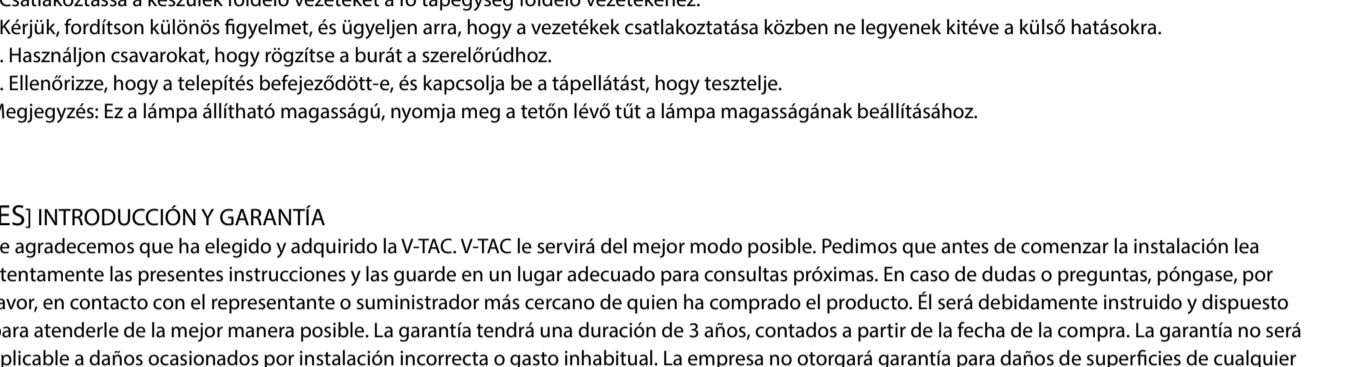 Csatlakoztassa a készülék földelő vezetékét a fő tápegység földelő vezetékéhez.
Kérjük, fordítson különös figyelmet, és ügyeljen arra, hogy a vezetékek csatlakoztatása közben ne legyenek kitéve a külső hatásokra.
. Használjon csavarokat, hogy rögzítse a burát a szerelőrúdhoz.
. Ellenőrizze, hogy a telepítés befejeződött-e, és kapcsolja be a tápellátást, hogy tesztelje.
Megjegyzés: Ez a lámpa állítható magasságú, nyomja meg a tetőn lévő tűt a lámpa magasságának beállításához.
ES] INTRODUCCIÓN Y GARANTÍA
e agradecemos que ha elegido y adquirido la V-TAC. V-TAC le servirá del mejor modo posible. Pedimos que antes de comenzar la instalación lea
tentamente las presentes instrucciones y las guarde en un lugar adecuado para consultas próximas. En caso de dudas o preguntas, póngase, por
avor, en contacto con el representante o suministrador más cercano de quien ha comprado el producto. Él será debidamente instruido y dispuesto
para atenderle de la mejor manera posible. La garantía tendrá una duración de 3 años, contados a partir de la fecha de la compra. La garantía no será
plicable a daños ocasionados por instalación incorrecta o gasto inhabitual. La empresa no otorgará garantía para daños de superficies de cualquier